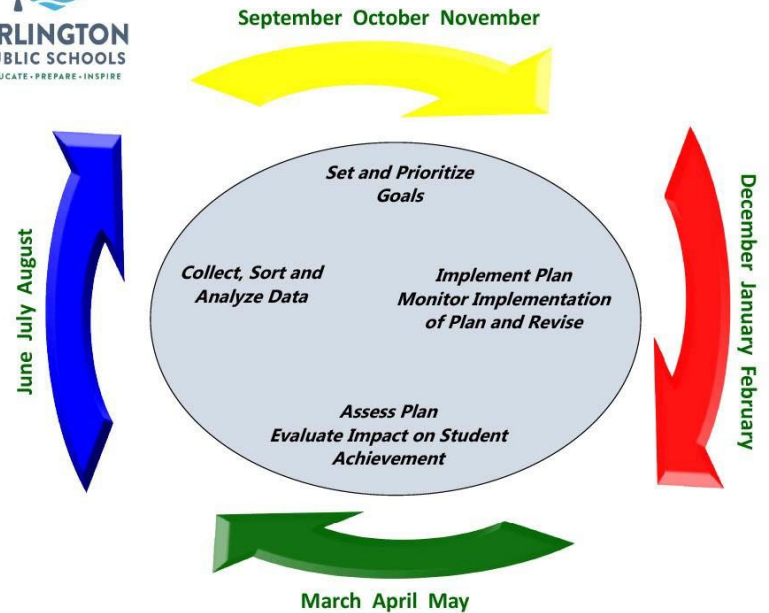 RLINGTON
UBLIC SCHOOLS
UCATE • PREPARE • INSPIRE
September October November
Set and Prioritize
Goals
Collect, Sort and
Analyze Data
Implement Plan
Monitor Implementation
of Plan and Revise
Assess Plan
Evaluate Impact on Student
Achievement
June July August
December January February
March April May